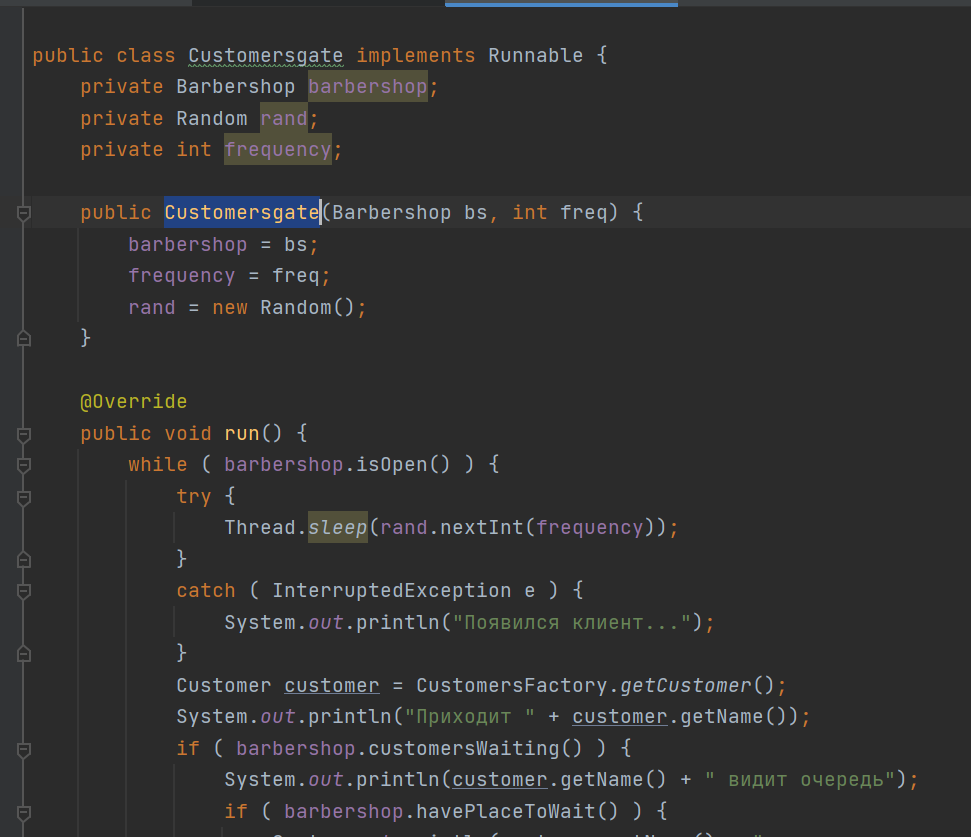 public class Customersgate implements Runnable {
private Barbershop barbershop;
private Random rand;
private int frequency;
public Customersgate(Barbershop bs, int freq) {
barbershop = bs;
frequency = freq;
rand = new Random();
}
@Override
public void run() {
while ( barbershop.isOpen() ) {
try {
Thread.sleep(rand.nextInt(frequency));
}
catch ( InterruptedException e ) {
System.out.println("Появился клиент...");
}
Customer customer = CustomersFactory.getCustomer();
System.out.println("Приходит " + customer.getName());
if ( barbershop.customersWaiting() ) {
System.out.println(customer.getName() + " видит очередь");
if ( barbershop.havePlaceToWait() ) {